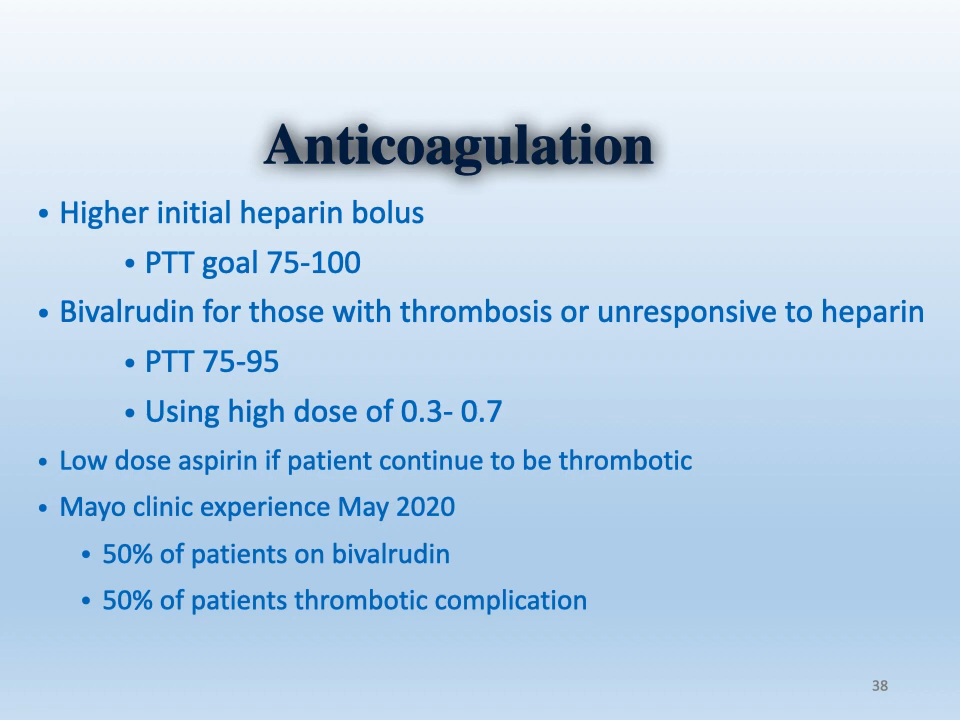 Anticoagulation
• Higher initial heparin bolus
• PTT goal 75-100
• Bivalrudin for those with thrombosis or unresponsive to heparin
• PTT 75-95
• Using high dose of 0.3- 0.7
• Low dose aspirin if patient continue to be thrombotic
• Mayo clinic experience May 2020
• 50% of patients on bivalrudin
• 50% of patients thrombotic complication
38